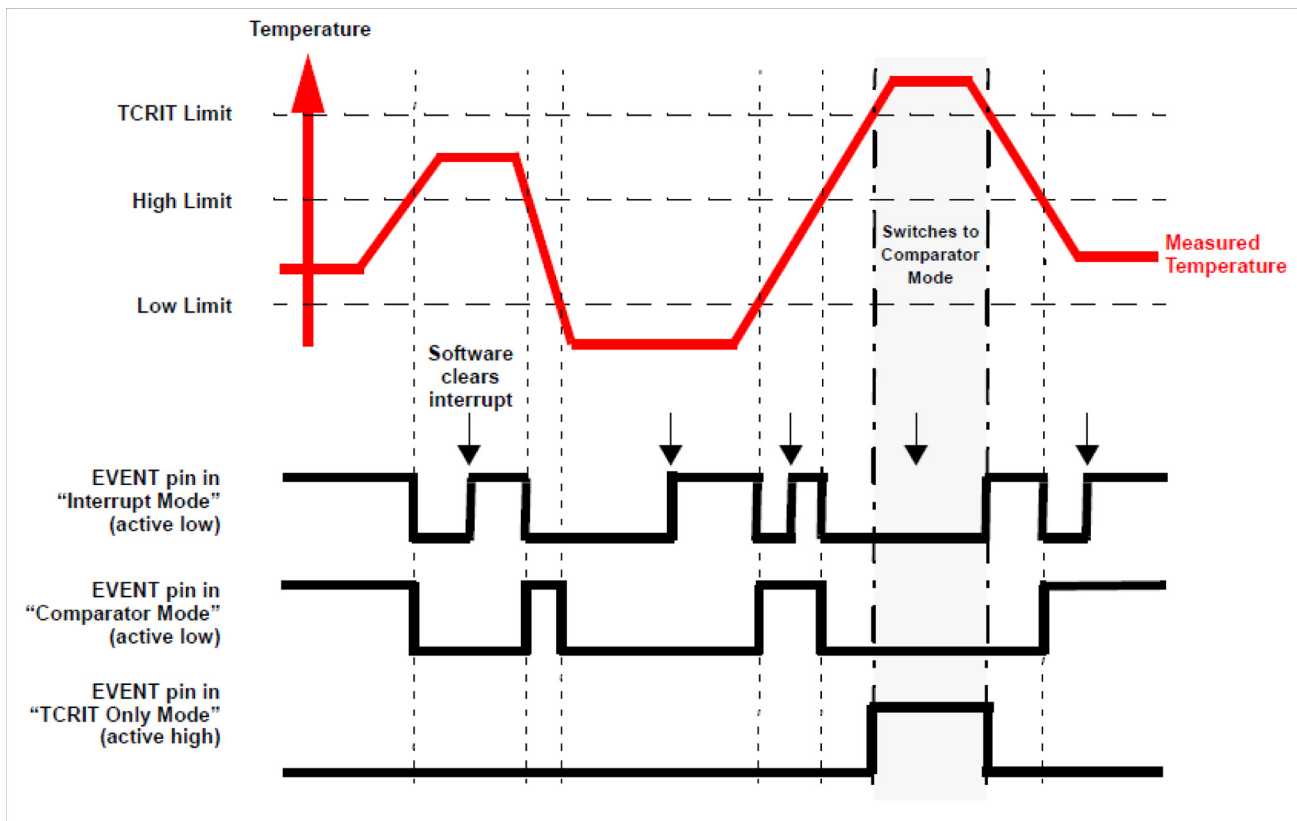 Temperature
TCRIT Limit
High Limit
Switches to
Comparator
Mode
Measured
Temperature
Low Limit
Software
clears
interrupt
EVENT pin in
“Interrupt Mode”
(active low)
EVENT pin in
“Comparator Mode”
(active low)
EVENT pin in
“TCRIT Only Mode”
(active high)